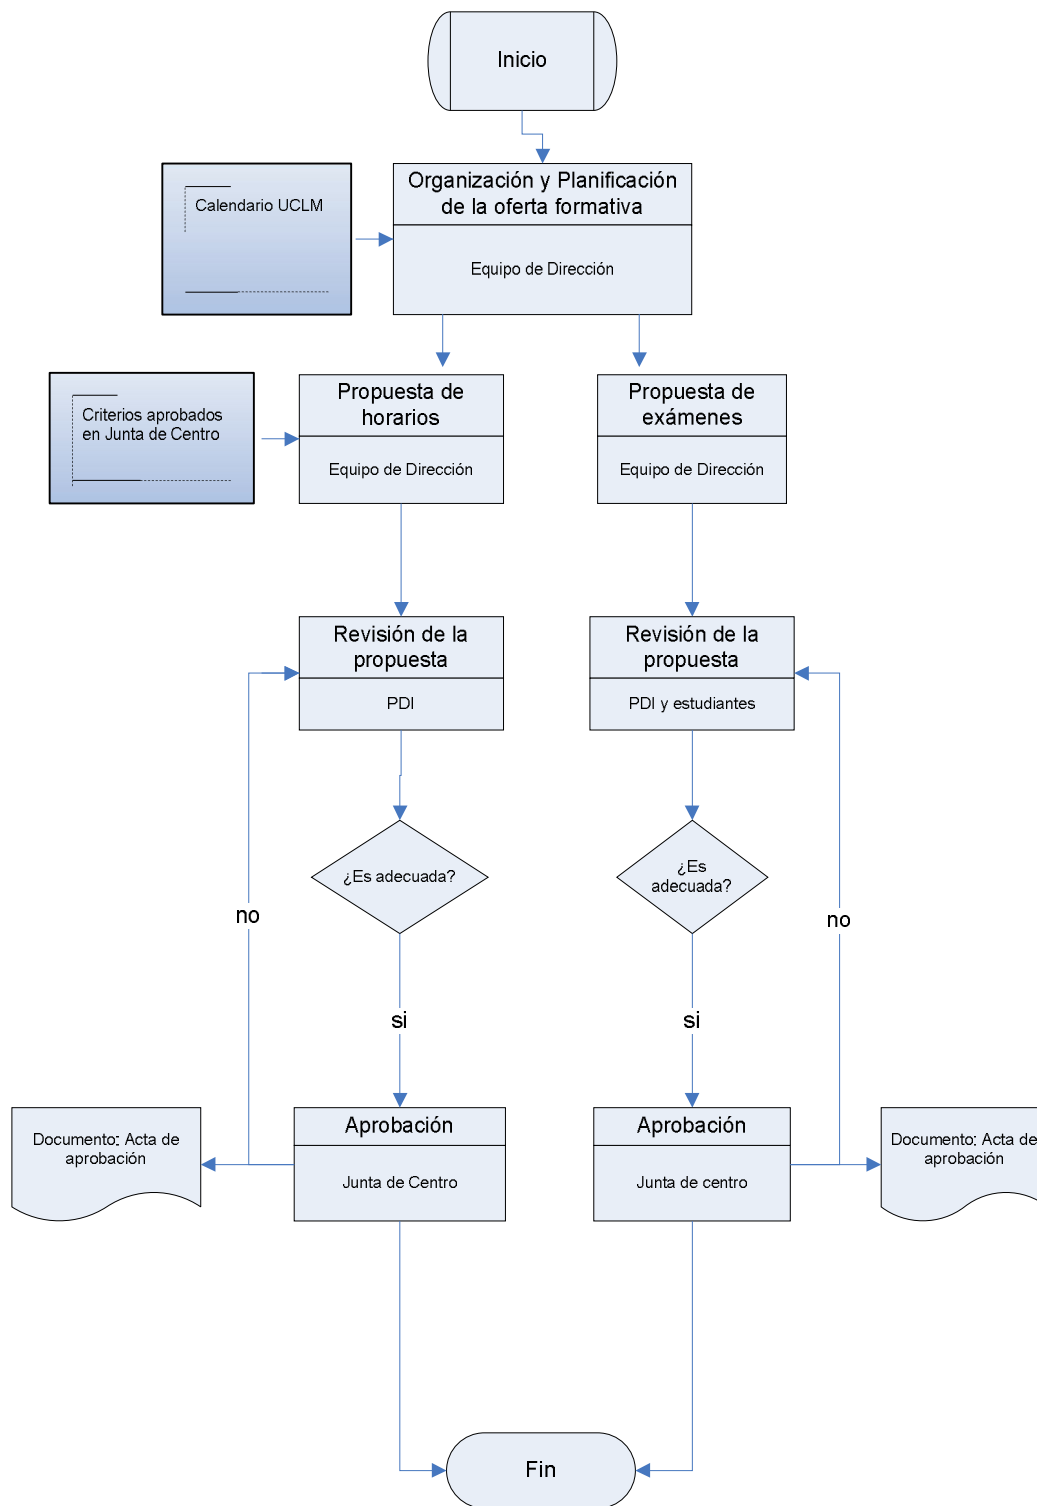 Inicio
Organización y Planificación
de la oferta formativa
Calendario UCLM
Equipo de Dirección
Propuesta de
horarios
Propuesta de
exámenes
Criterios aprobados
en Junta de Centro
Equipo de Dirección
Equipo de Dirección
Revisión de la
propuesta
Revisión de la
propuesta
PDI
PDI y estudiantes
¿Es adecuada?
¿Es
adecuada?
no
no
si
si
Aprobación
Aprobación
Documento: Acta de
aprobación
Documento: Acta de
aprobación
Junta de Centro
Junta de centro
Fin